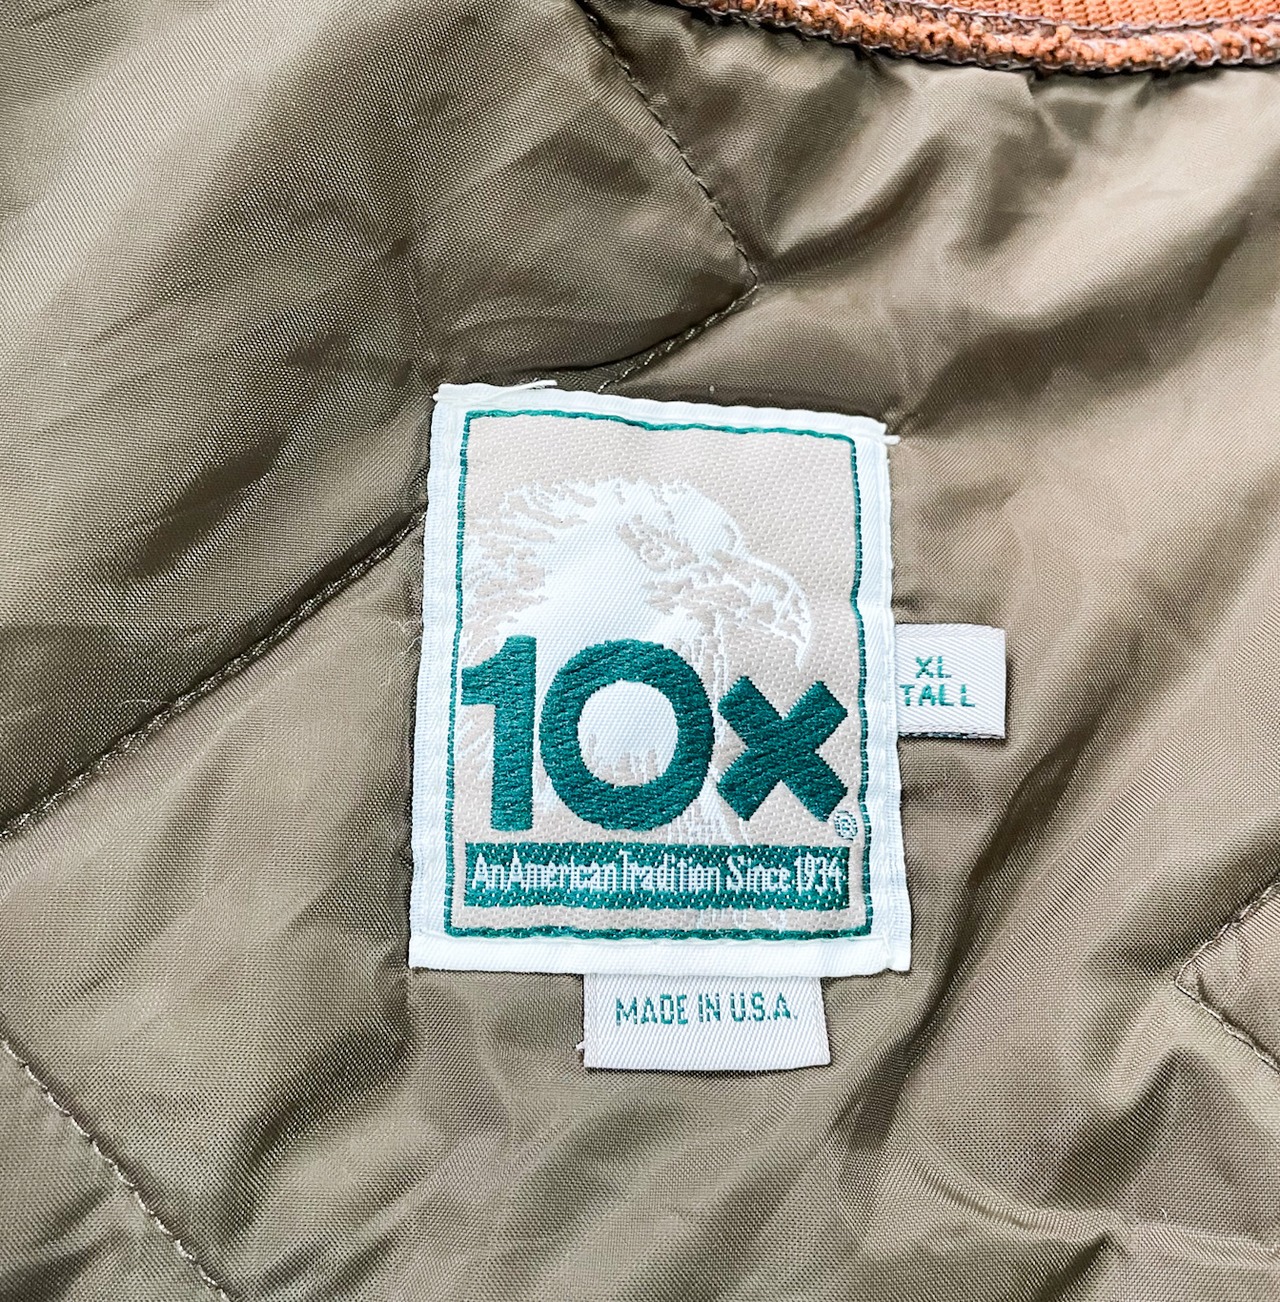 10x
®
An American Tradition Since 1934
XL
TALL
MADE IN U.S.A.